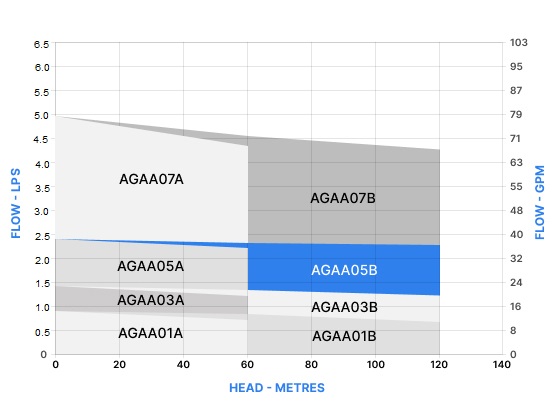 6.5
103
6.0
95
5.5
87
5.0
79
4.5
71
4.0
63
3.5
55
3.0
48
2.5
40
2.0
32
1.5
24
1.0
16
0.5
8
0
0
AGAA07A
AGAA07B
AGAA05A
AGAA05B
AGAA03A
AGAA03B
AGAA01A
AGAA01B
FLOW - LPS
FLOW - GPM
0 20 40 60 80 100 120 140
HEAD - METRES